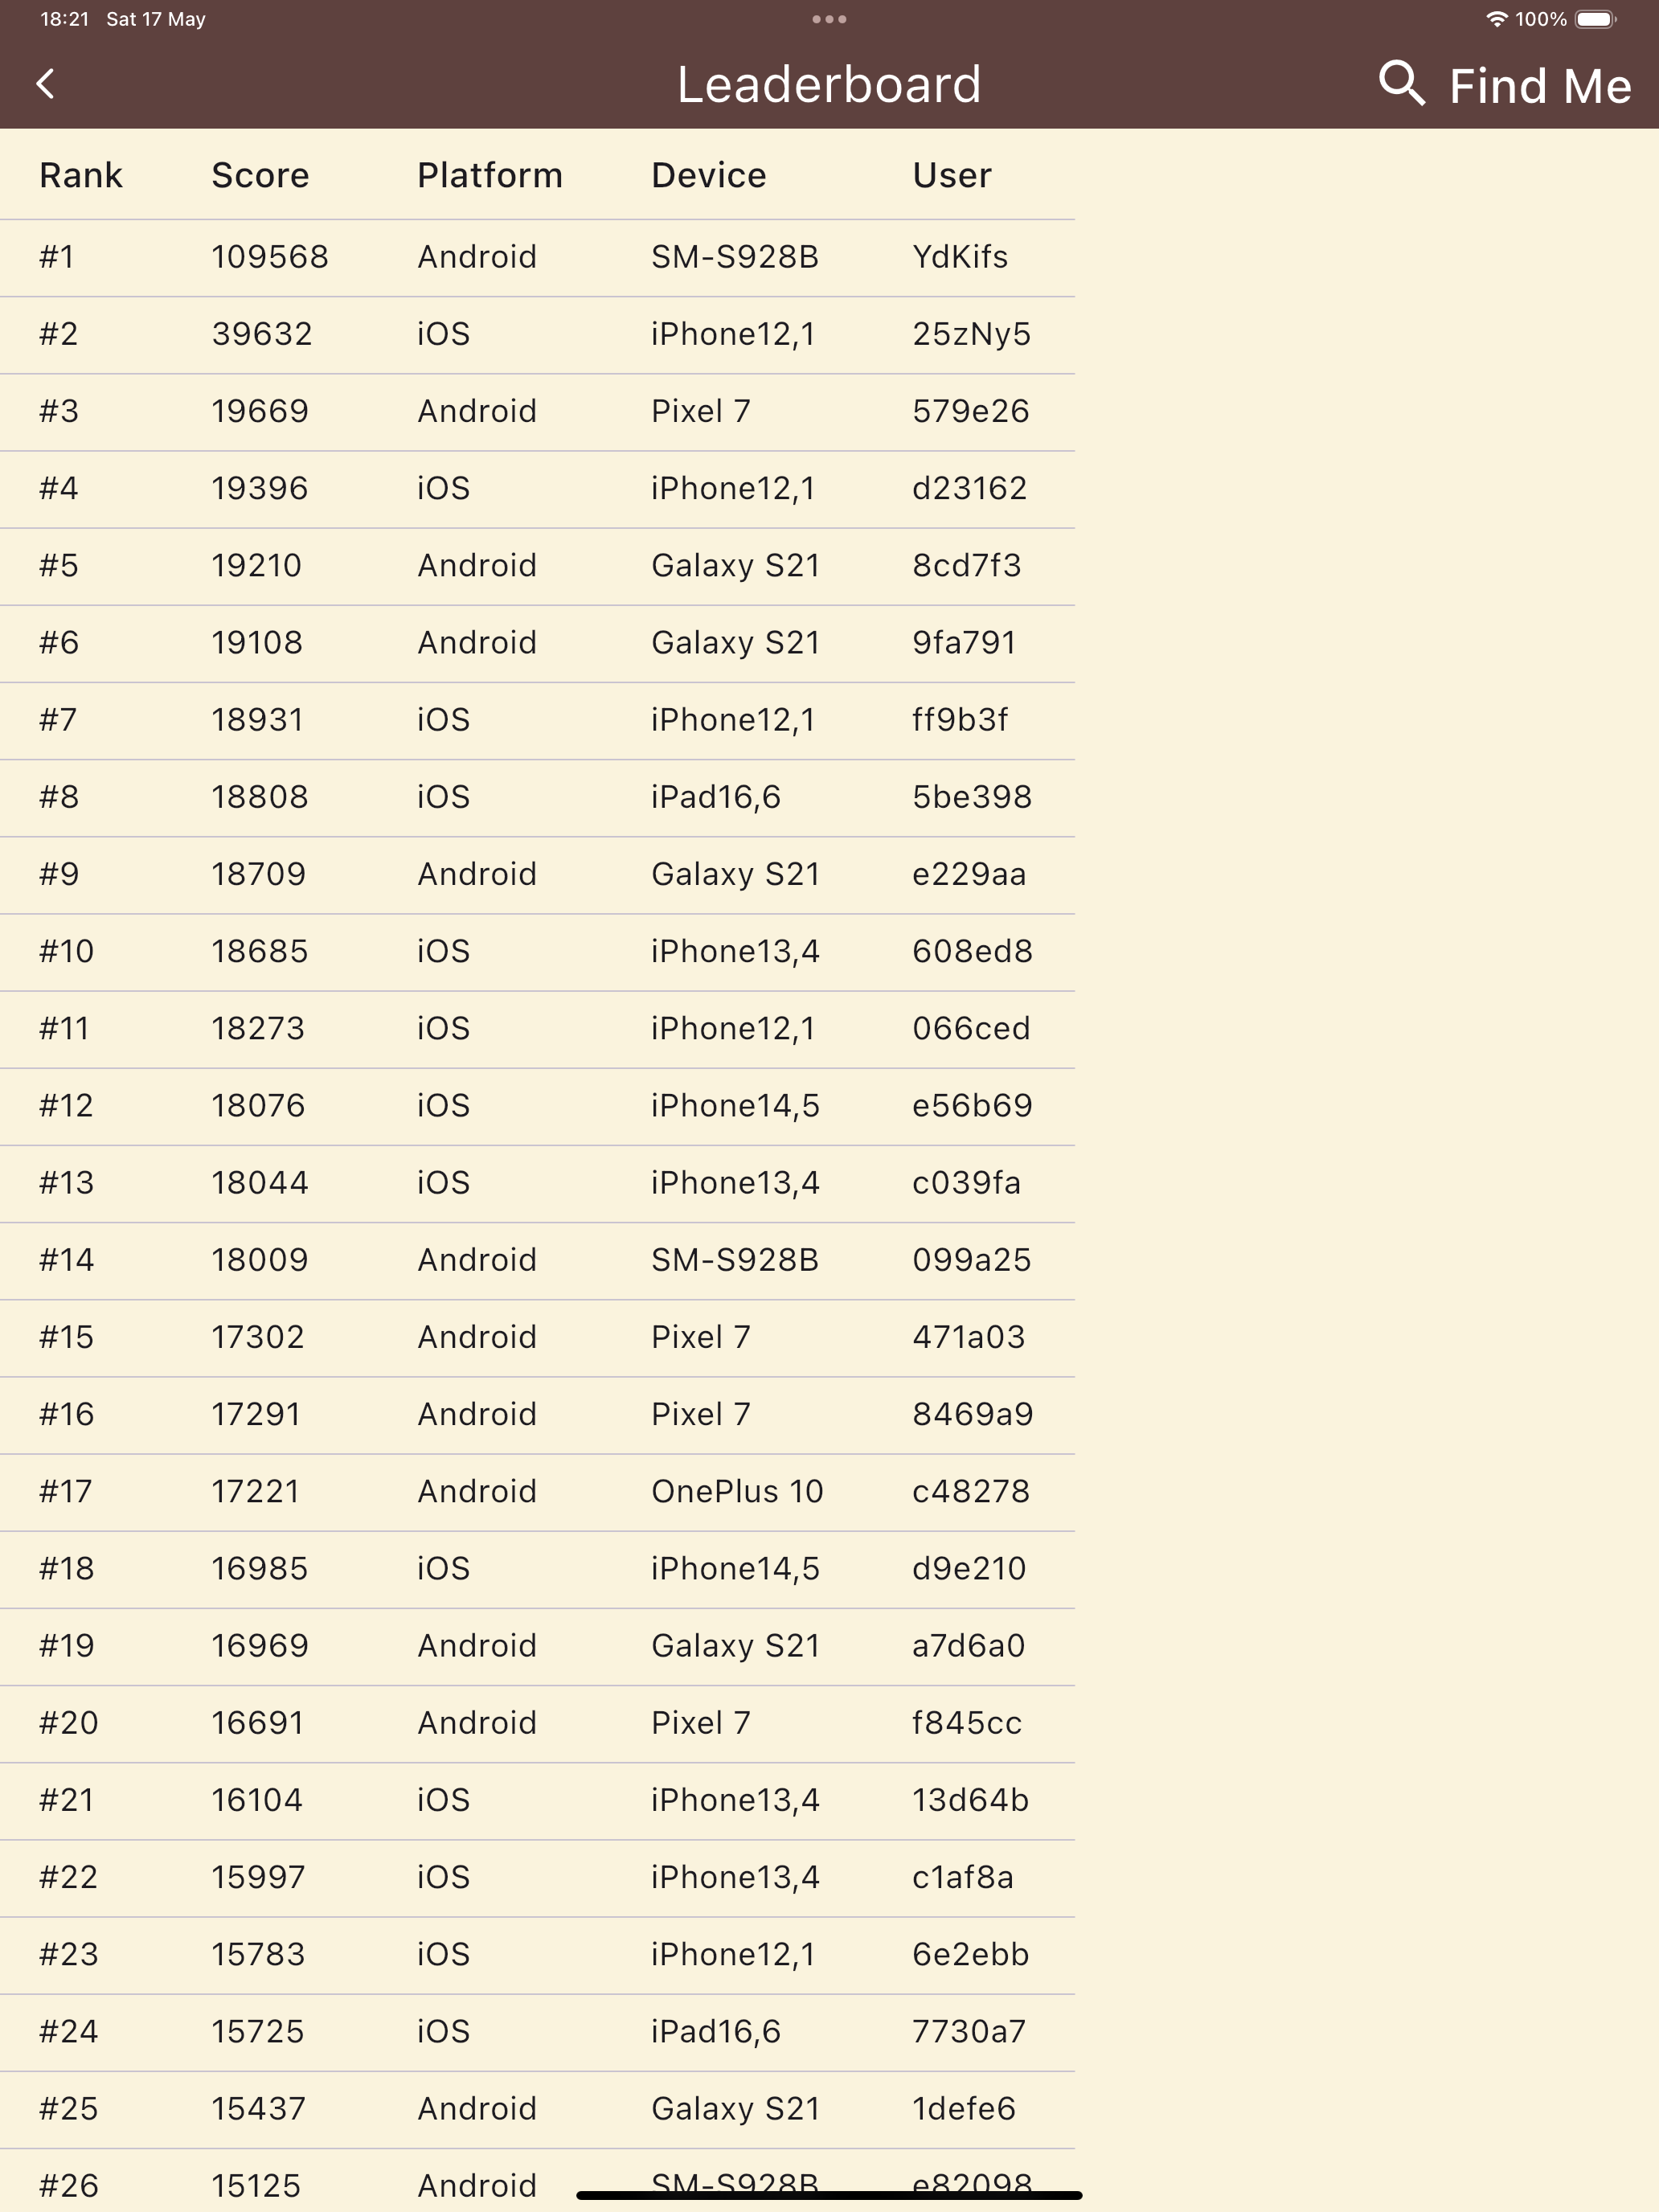 18:21 Sat 17 May 100%
Leaderboard Find Me
Rank Score Platform Device User
#1 109568 Android SM-S928B YdKifs
#2 39632 iOS iPhone12,1 25zNy5
#3 19669 Android Pixel 7 579e26
#4 19396 iOS iPhone12,1 d23162
#5 19210 Android Galaxy S21 8cd7f3
#6 19108 Android Galaxy S21 9fa791
#7 18931 iOS iPhone12,1 ff9b3f
#8 18808 iOS iPad16,6 5be398
#9 18709 Android Galaxy S21 e229aa
#10 18685 iOS iPhone13,4 608ed8
#11 18273 iOS iPhone12,1 066ced
#12 18076 iOS iPhone14,5 e56b69
#13 18044 iOS iPhone13,4 c039fa
#14 18009 Android SM-S928B 099a25
#15 17302 Android Pixel 7 471a03
#16 17291 Android Pixel 7 8469a9
#17 17221 Android OnePlus 10 c48278
#18 16985 iOS iPhone14,5 d9e210
#19 16969 Android Galaxy S21 a7d6a0
#20 16691 Android Pixel 7 f845cc
#21 16104 iOS iPhone13,4 13d64b
#22 15997 iOS iPhone13,4 c1af8a
#23 15783 iOS iPhone12,1 6e2ebb
#24 15725 iOS iPad16,6 7730a7
#25 15437 Android Galaxy S21 1defe6
#26 15125 Android SM-S928B e82098